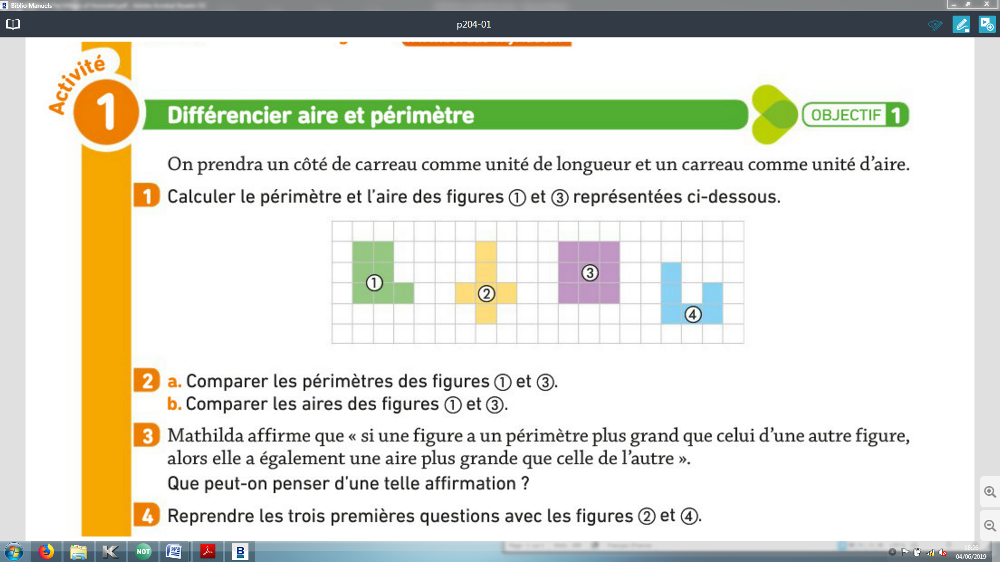 Biblio Manuels
p204-01
Activité
1
Différencier aire et périmètre
OBJECTIF 1
On prendra un côté de carreau comme unité de longueur et un carreau comme unité d'aire.
1 Calculer le périmètre et l'aire des figures ① et ③ représentées ci-dessous.
① ② ③ ④
2 a. Comparer les périmètres des figures ① et ③.
b. Comparer les aires des figures ① et ③.
3 Mathilda affirme que « si une figure a un périmètre plus grand que celui d'une autre figure,
alors elle a également une aire plus grande que celle de l'autre ».
Que peut-on penser d'une telle affirmation ?
4 Reprendre les trois premières questions avec les figures ② et ④.
NOT
16:26
04/06/2019